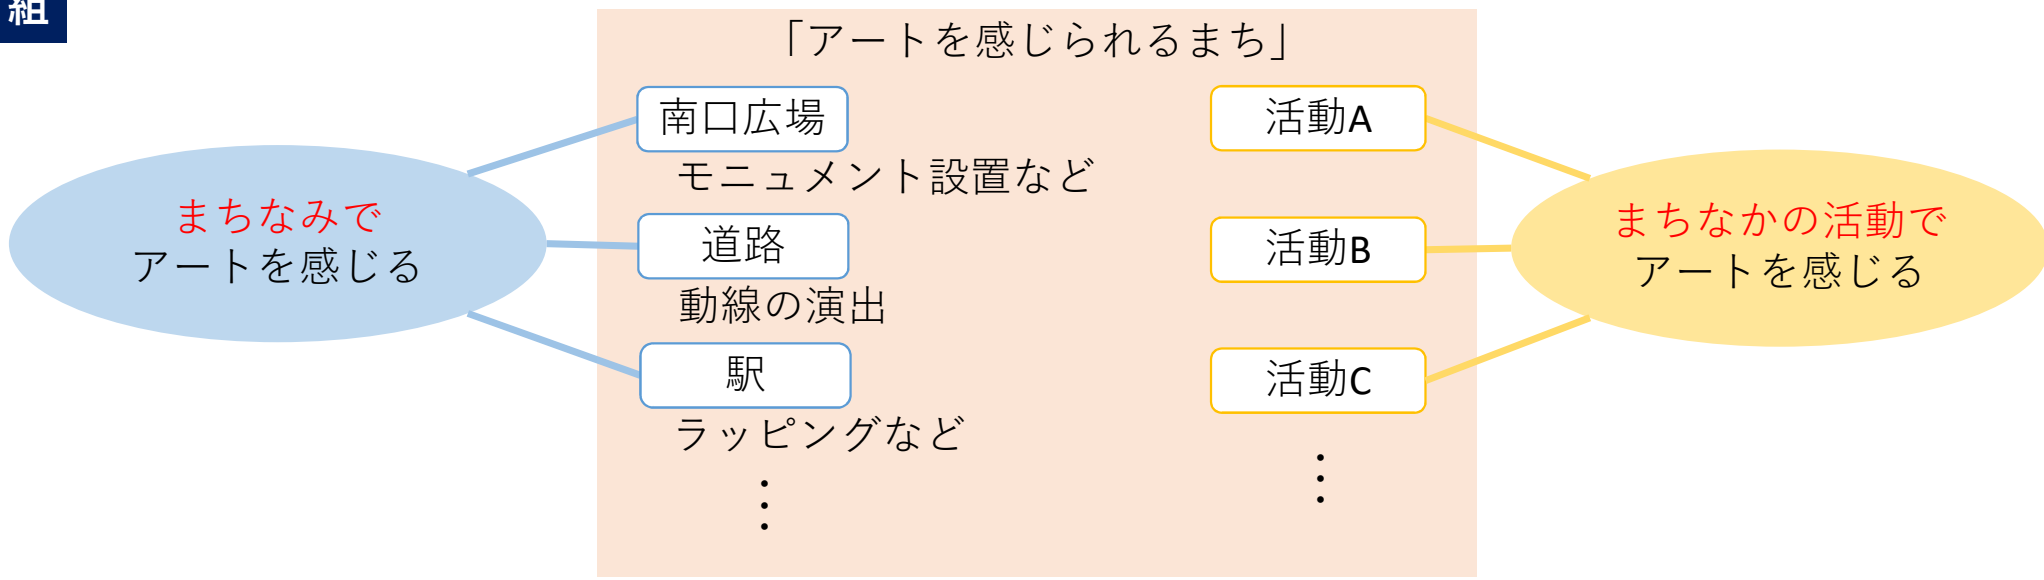 組
「アートを感じられるまち」
まちなみで
アートを感じる
南口広場
モニュメント設置など
道路
動線の演出
駅
ラッピングなど
⋮
活動A
活動B
活動C
⋮
まちなかの活動で
アートを感じる